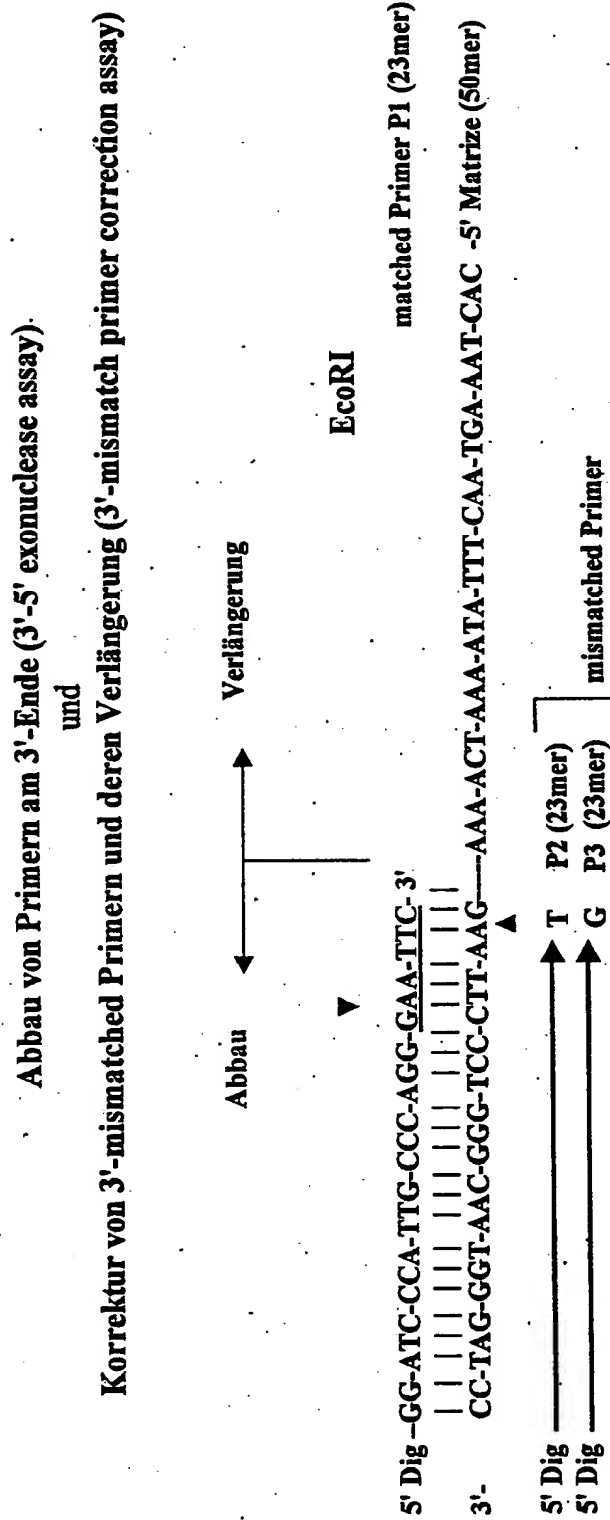 Abbau von Primern am 3'-Ende (3'-5' exonuclease assay).
und
Korrektur von 3'-mismatched Primern und deren Verlängerung (3'-mismatch primer correction assay)
Abbau Verlängerung
EcoRI
5' Dig –GG-ATC-CCA-TTG-CCC-AGG-GAA-TTC- 3' matched Primer P1 (23mer)
3'- CC-TAG-GGT-AAC-GGG-TCC-CTT-AAG----AAA-ACT-AAA-ATA-TTT-CAA-TGA-AAT-CAC -5' Matrize (50mer)
5' Dig T P2 (23mer)
5' Dig G P3 (23mer)
mismatched Primer